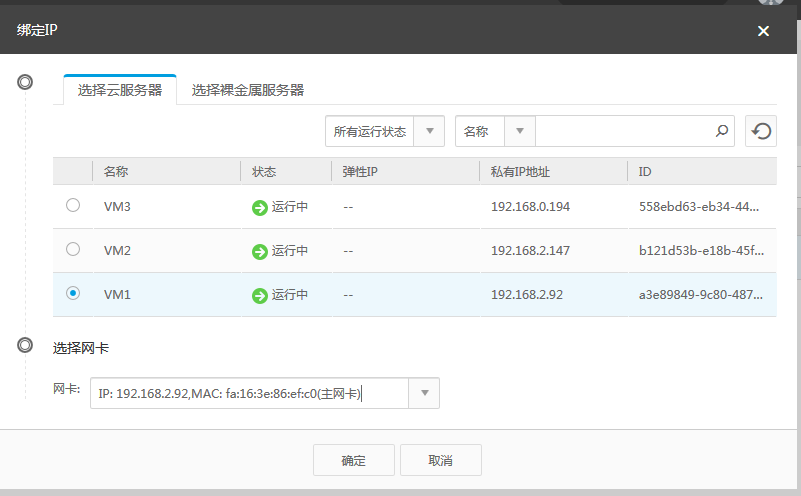 绑定IP
选择云服务器 选择裸金属服务器
所有运行状态 名称
名称 状态 弹性IP 私有IP地址 ID
VM3 运行中 -- 192.168.0.194 558ebd63-eb34-44...
VM2 运行中 -- 192.168.2.147 b121d53b-e18b-45f...
VM1 运行中 -- 192.168.2.92 a3e89849-9c80-487...
选择网卡
网卡: IP: 192.168.2.92,MAC: fa:16:3e:86:ef:c0(主网卡)
确定 取消